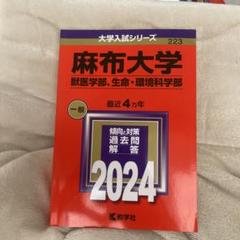 大学入試シリーズ
223
麻布大学
獣医学部、生命・環境科学部
最近4カ年
一般
傾向と対策
過去問
解答
2024
教学社